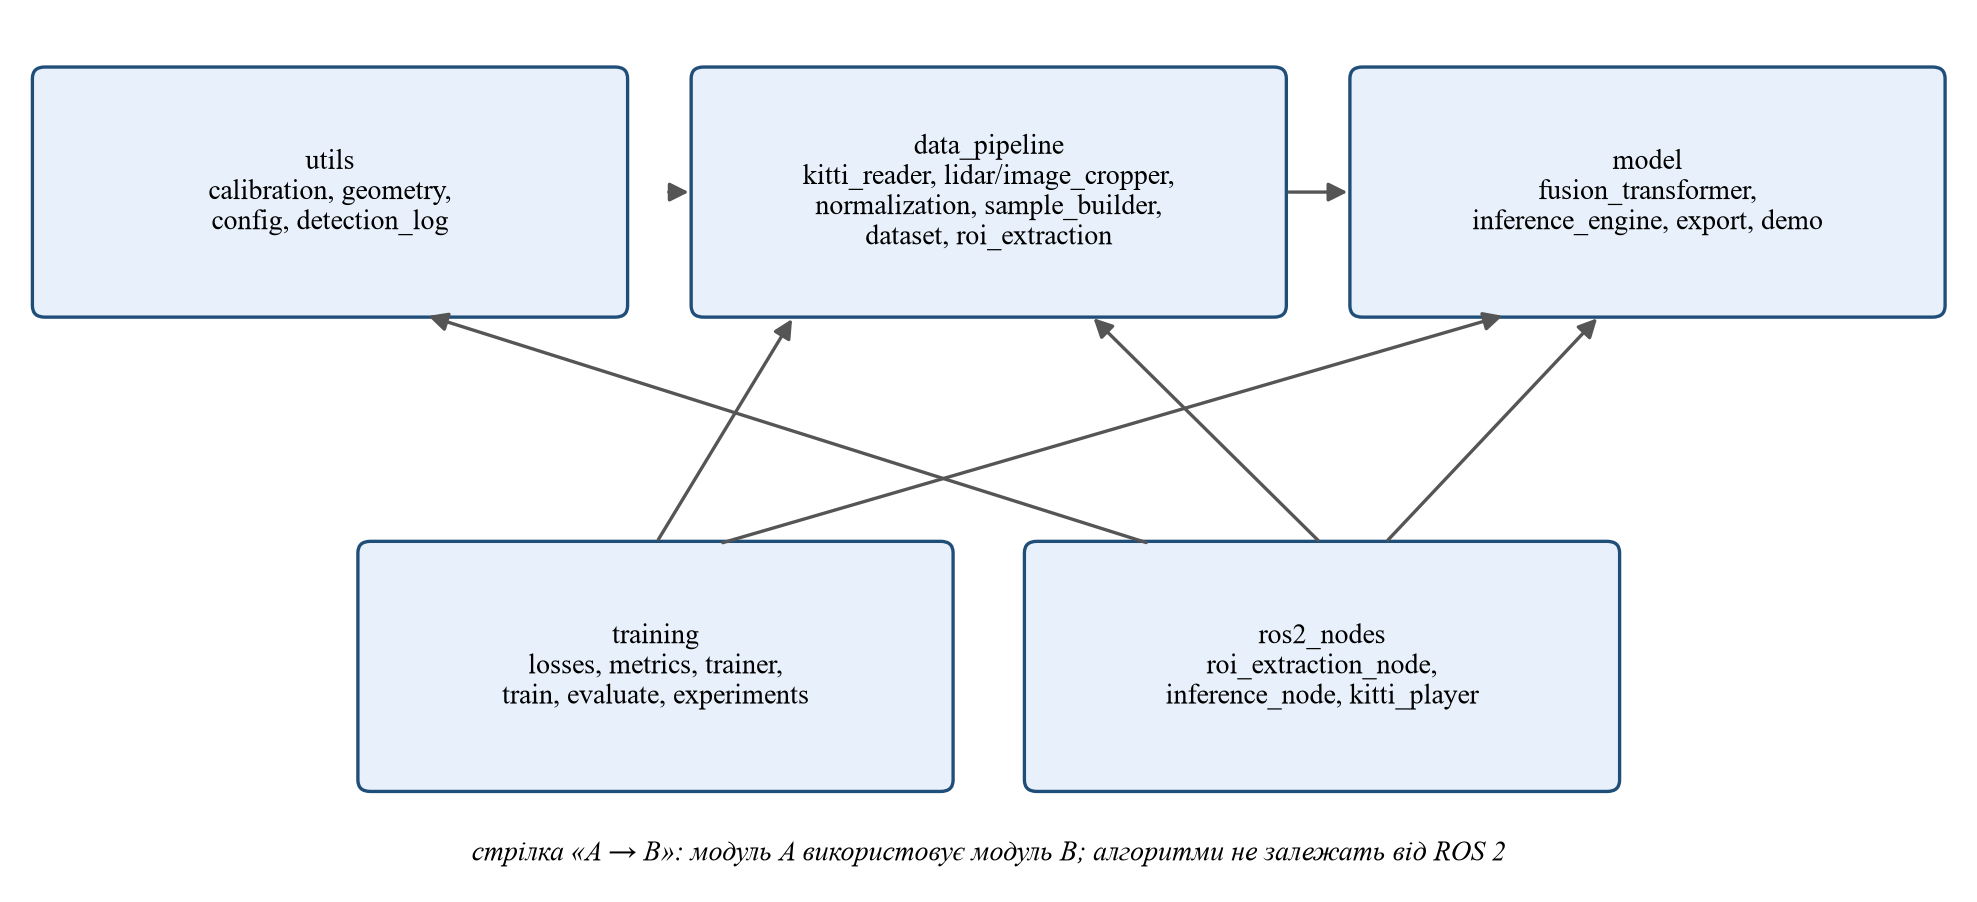 utils
calibration, geometry,
config, detection_log
data_pipeline
kitti_reader, lidar/image_cropper,
normalization, sample_builder,
dataset, roi_extraction
model
fusion_transformer,
inference_engine, export, demo
training
losses, metrics, trainer,
train, evaluate, experiments
ros2_nodes
roi_extraction_node,
inference_node, kitti_player
стрілка «A → B»: модуль A використовує модуль B; алгоритми не залежать від ROS 2